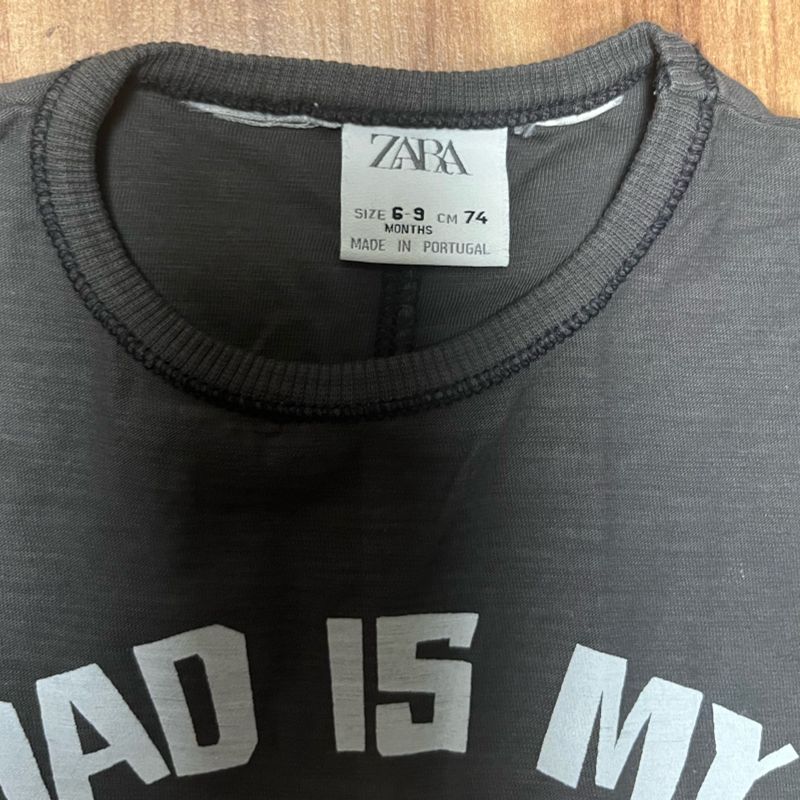 ZARA
SIZE 6-9 CM 74
MONTHS
MADE IN PORTUGAL
DAD IS MY